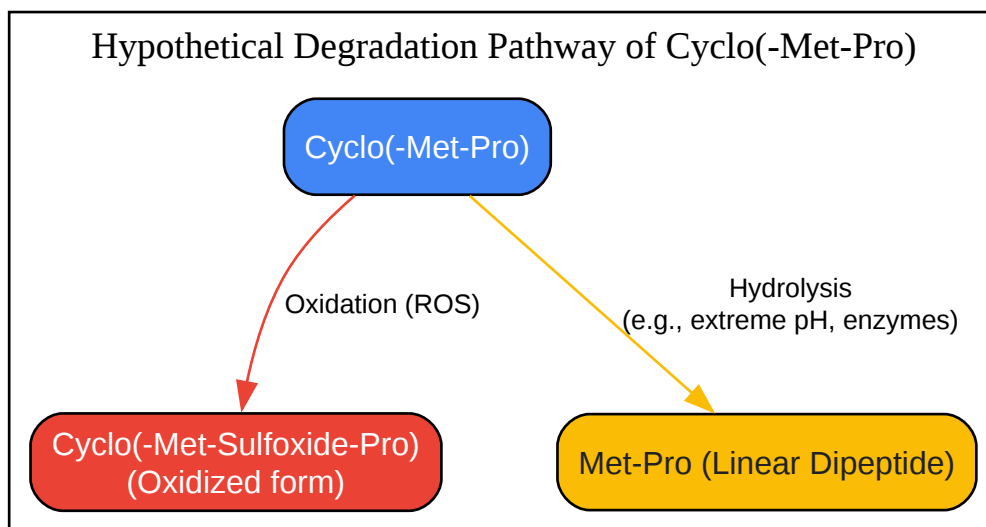 Hypothetical Degradation Pathway of Cyclo(-Met-Pro)
Cyclo(-Met-Pro)
Oxidation (ROS)
Hydrolysis
(e.g., extreme pH, enzymes)
Cyclo(-Met-Sulfoxide-Pro)
(Oxidized form)
Met-Pro (Linear Dipeptide)